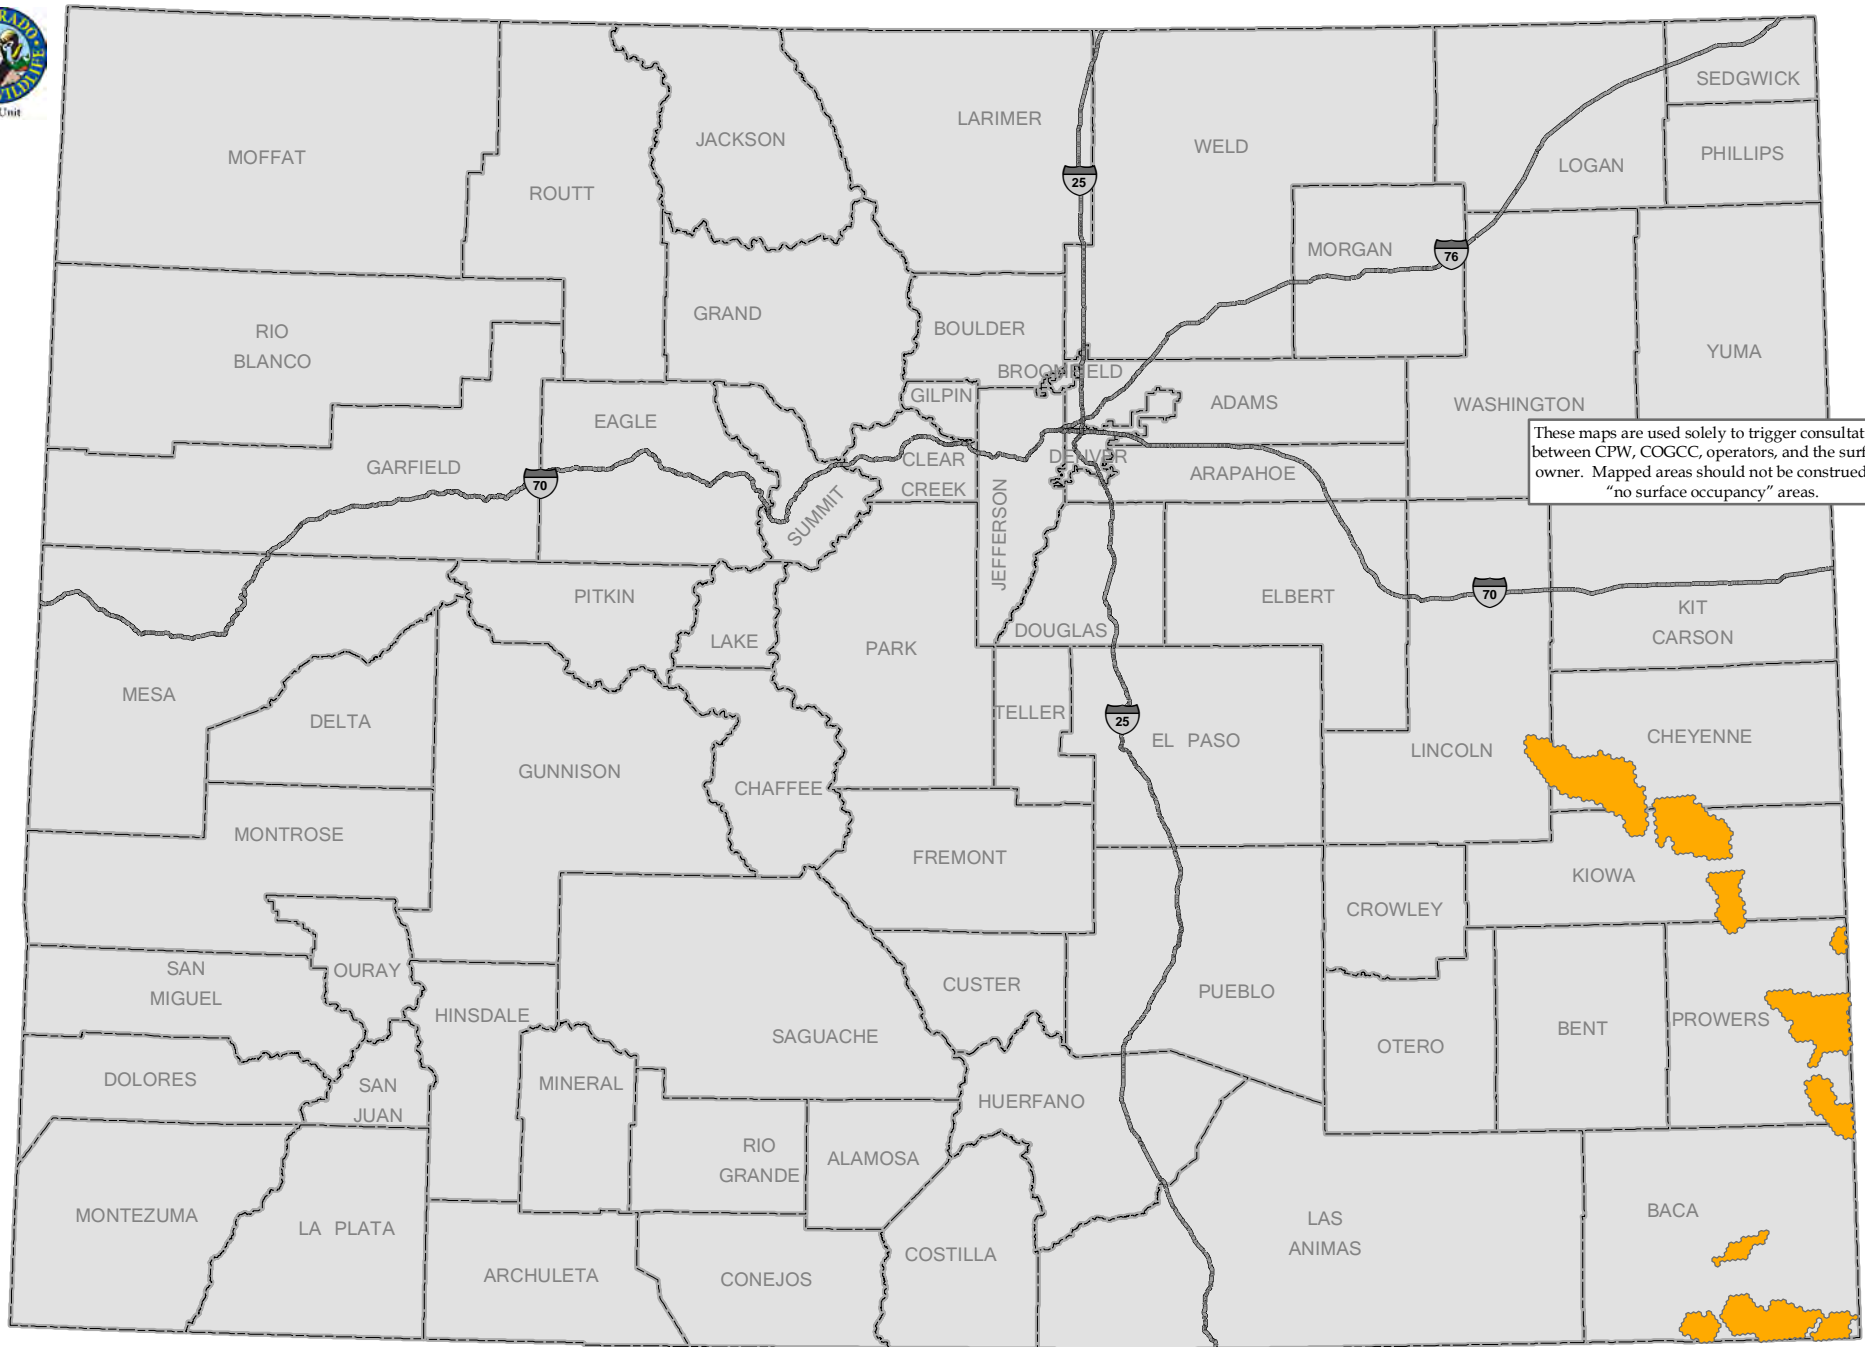 RADO
WILDLIFE
Unit
SEDGWICK
LARIMER
JACKSON
WELD
MOFFAT
LOGAN
PHILLIPS
25
ROUTT
MORGAN
76
GRAND
RIO
BLANCO
BOULDER
YUMA
BROOMFIELD
GILPIN
ADAMS
WASHINGTON
EAGLE
These maps are used solely to trigger consultat
between CPW, COGCC, operators, and the surf
owner. Mapped areas should not be construed
"no surface occupancy" areas.
GARFIELD
CLEAR
CREEK
DENVER
ARAPAHOE
70
SUMMIT
JEFFERSON
PITKIN
ELBERT
70
KIT
CARSON
LAKE
DOUGLAS
PARK
MESA
DELTA
TELLER
25
EL PASO
LINCOLN
CHEYENNE
GUNNISON
CHAFFEE
MONTROSE
FREMONT
KIOWA
CROWLEY
SAN
MIGUEL
OURAY
CUSTER
PUEBLO
HINSDALE
SAGUACHE
BENT
PROWERS
OTERO
DOLORES
SAN
JUAN
MINERAL
HUERFANO
RIO
GRANDE
ALAMOSA
MONTEZUMA
LA PLATA
LAS
ANIMAS
BACA
COSTILLA
ARCHULETA
CONEJOS